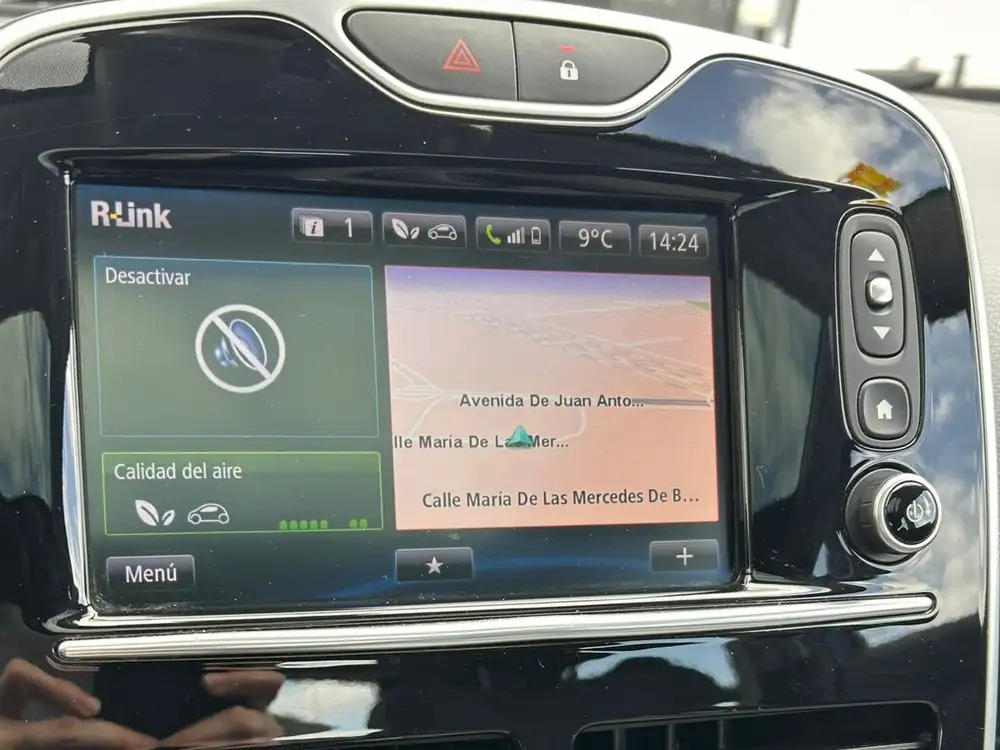 R-Link
1
9°C
14:24
Desactivar
Avenida De Juan Anto...
lle María De La Mer...
Calidad del aire
Calle María De Las Mercedes De B...
Menú